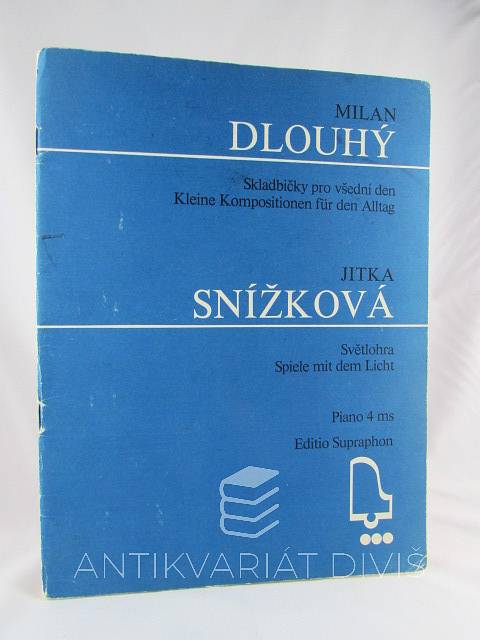 MILAN
DLOUHÝ
Skladbičky pro všední den
Kleine Kompositionen für den Alltag
JITKA
SNÍŽKOVÁ
Světlohra
Spiele mit dem Licht
Piano 4 ms
Editio Supraphon
ANTIKVARIÁT DIVIŠ